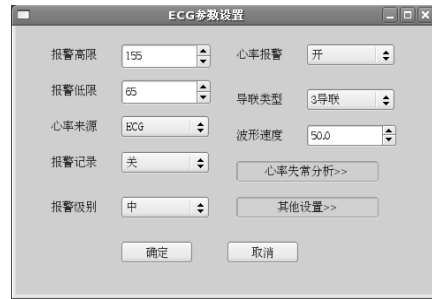 ECG参数设置
报警高限 155 心率报警 开
报警低限 65 导联类型 3导联
心率来源 ECG 波形速度 50.0
报警记录 关 心率失常分析>>
报警级别 中 其他设置>>
确定 取消